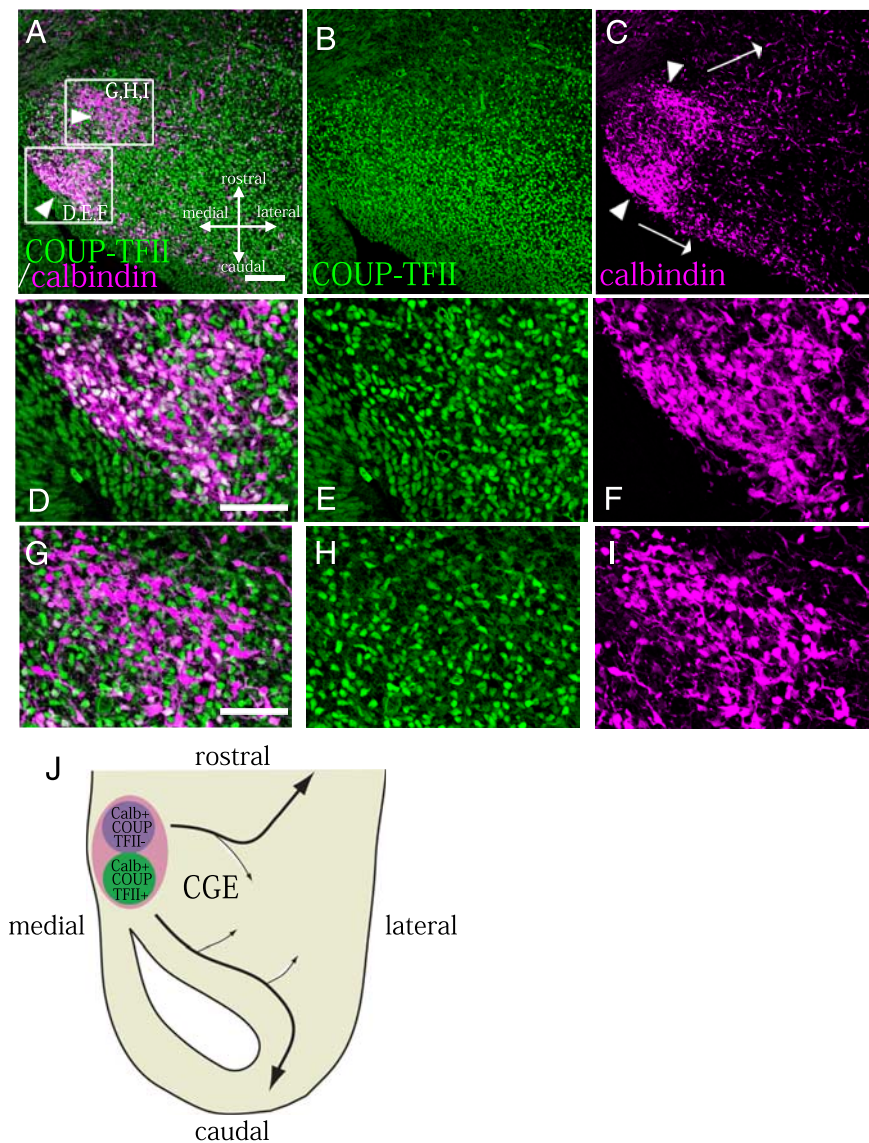 A
G,H,I
D,E,F
rostral
medial
lateral
caudal
COUP-TFII
/calbindin
B
COUP-TFII
C
calbindin
D
E
F
G
H
I
J
rostral
Calb+
COUP
TFII-
Calb+
COUP
TFII+
CGE
medial
lateral
caudal